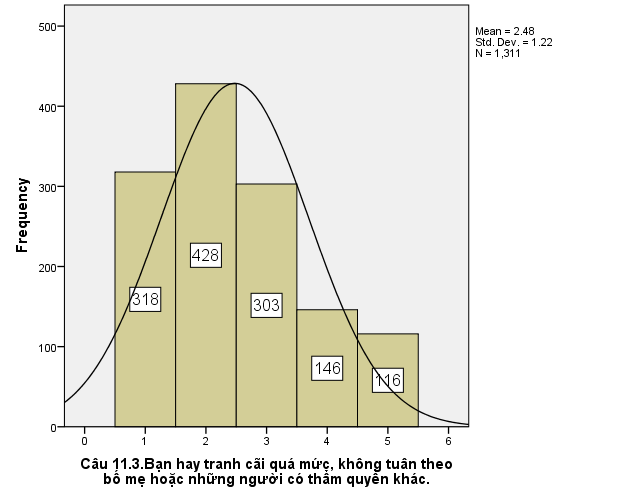 Mean = 2.48
Std. Dev. = 1.22
N = 1,311
500
400
300
200
100
0
Frequency
318
428
303
146
116
0 1 2 3 4 5 6
Câu 11.3.Bạn hay tranh cãi quá mức, không tuân theo
bố mẹ hoặc những người có thẩm quyền khác.